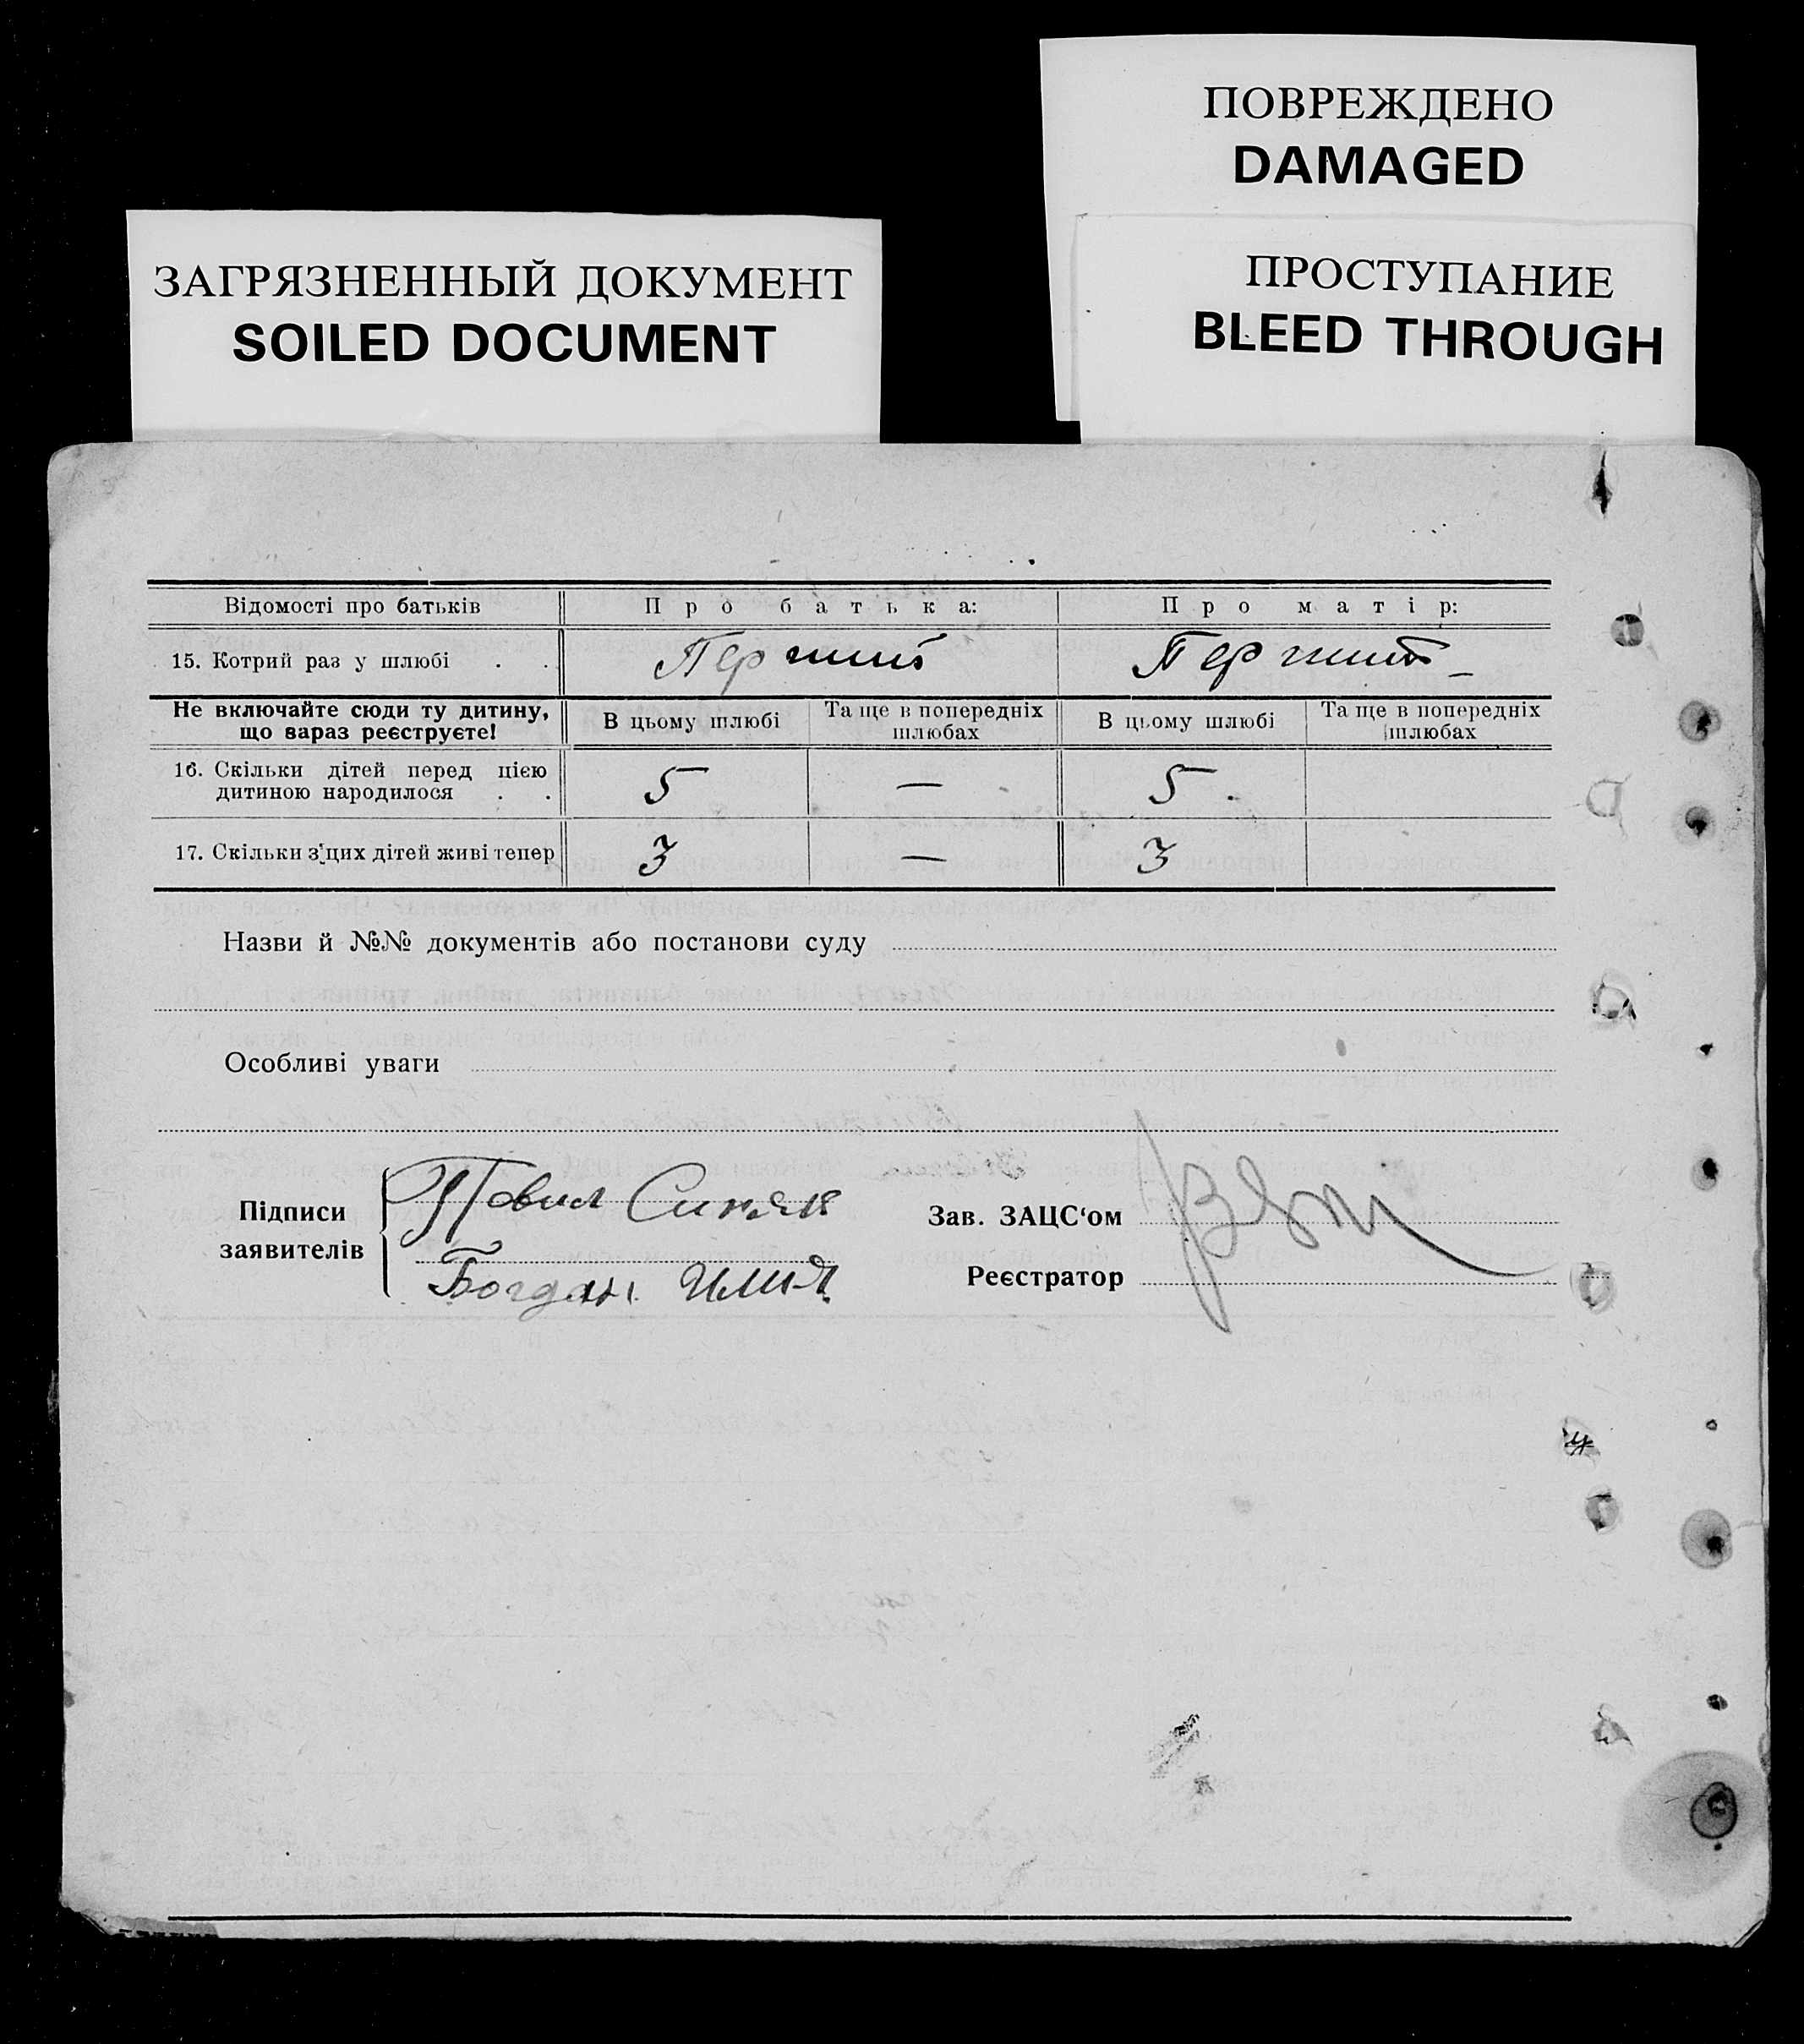 ПОВРЕЖДЕНО
DAMAGED
ЗАГРЯЗНЕННЫЙ ДОКУМЕНТ
SOILED DOCUMENT
ПРОСТУПАНИЕ
BLEED THROUGH
Відомості про батьків Про батька: Про матір:
15. Котрий раз у шлюбі . . Перший Перший
Не включайте сюди ту дитину, що вараз реєструєте! В цьому шлюбі Та ще в попередніх шлюбах В цьому шлюбі Та ще в попередніх шлюбах
16. Скільки дітей перед цією дитиною народилося . . 5 — 5.
17. Скільки з'цих дітей живі тепер 3 — 3
Назви й №№ документів або постанови суду
Особливі уваги
Підписи заявителів
Павил
Богдан
Зав. ЗАЦС‘ом
Реєстратор